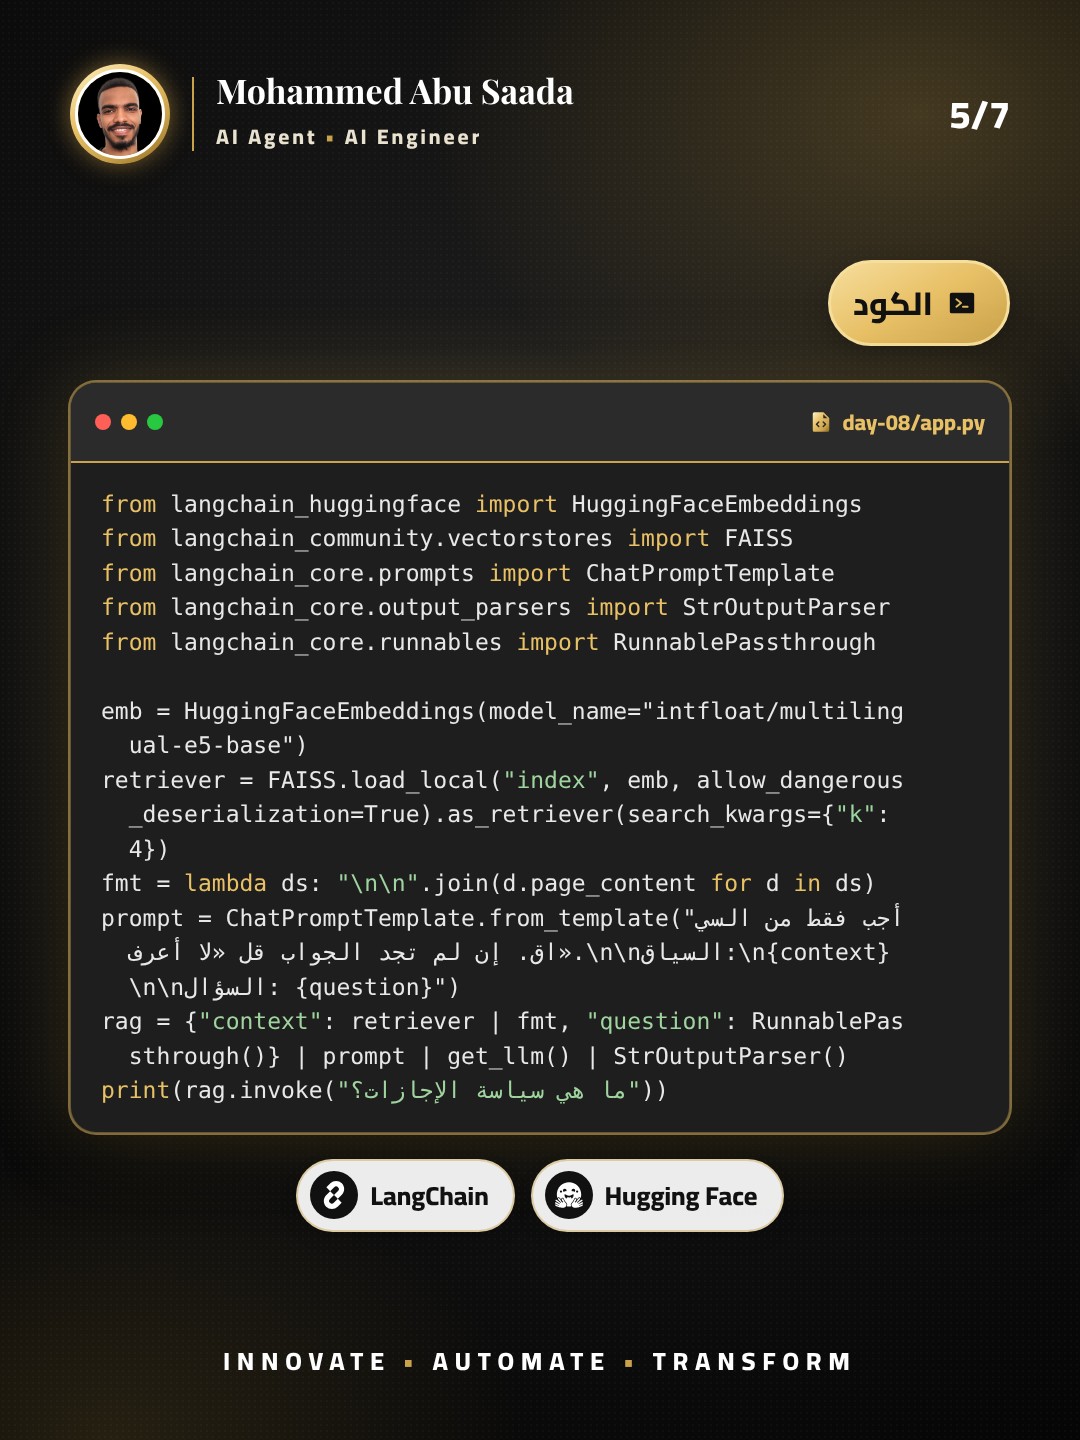 Mohammed Abu Saada
AI Agent ▪ AI Engineer
5/7
الكود
day-08/app.py
from langchain_huggingface import HuggingFaceEmbeddings
from langchain_community.vectorstores import FAISS
from langchain_core.prompts import ChatPromptTemplate
from langchain_core.output_parsers import StrOutputParser
from langchain_core.runnables import RunnablePassthrough
emb = HuggingFaceEmbeddings(model_name="intfloat/multiling
ual-e5-base")
retriever = FAISS.load_local("index", emb, allow_dangerous
_deserialization=True).as_retriever(search_kwargs={"k":
4})
fmt = lambda ds: "\n\n".join(d.page_content for d in ds)
prompt = ChatPromptTemplate.from_template("أجب فقط من السي
اق. إن لم تجد الجواب قل «لا أعرف».\n\nالسياق:\n{context}
\n\nالسؤال: {question}")
rag = {"context": retriever | fmt, "question": RunnablePas
sthrough()} | prompt | get_llm() | StrOutputParser()
print(rag.invoke("ما هي سياسة الإجازات؟"))
LangChain
Hugging Face
INNOVATE ▪ AUTOMATE ▪ TRANSFORM